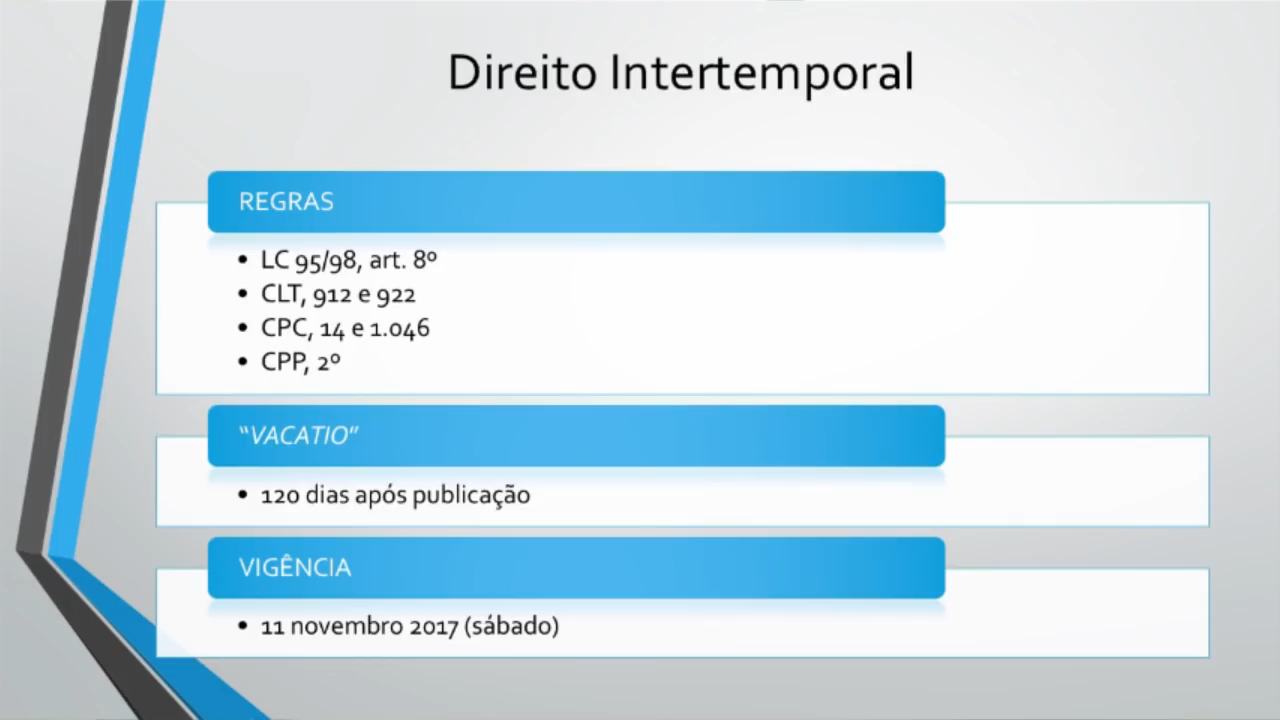 Direito Intertemporal
REGRAS
• LC 95/98, art. 8º
• CLT, 912 e 922
• CPC, 14 e 1.046
• CPP, 2º
“VACATIO”
• 120 dias após publicação
VIGÊNCIA
• 11 novembro 2017 (sábado)